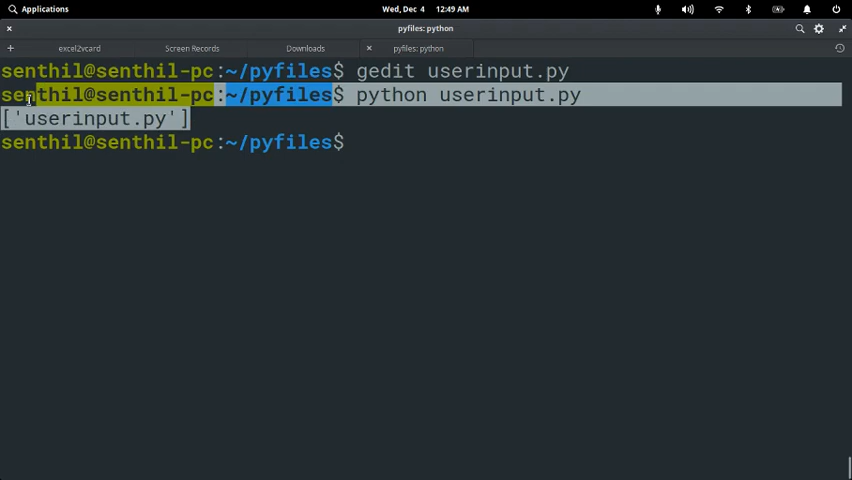 Applications
Wed, Dec 4 12:49 AM
pyfiles: python
excel2vcard
Screen Records
Downloads
pyfiles: python
senthil@senthil-pc:~/pyfiles$ gedit userinput.py
senthil@senthil-pc:~/pyfiles$ python userinput.py
['userinput.py']
senthil@senthil-pc:~/pyfiles$